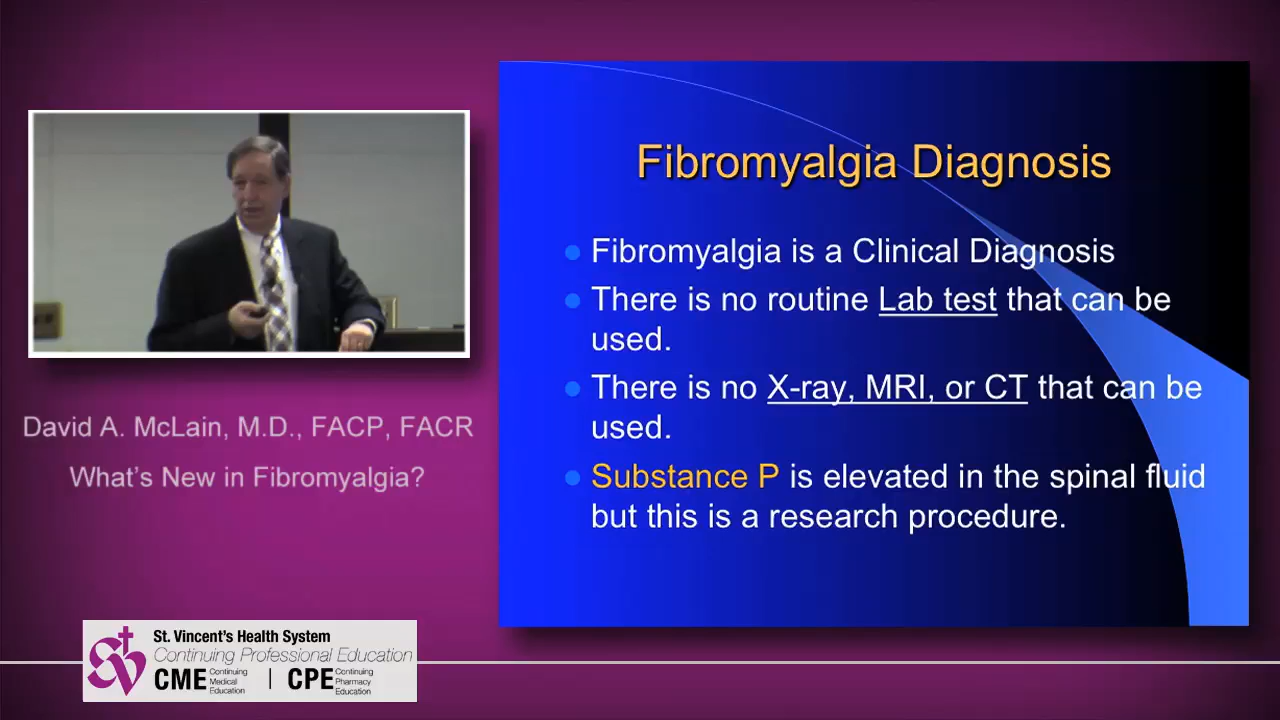 Fibromyalgia Diagnosis
Fibromyalgia is a Clinical Diagnosis
There is no routine Lab test that can be
used.
There is no X-ray, MRI, or CT that can be
used.
Substance P is elevated in the spinal fluid
but this is a research procedure.
David A. McLain, M.D., FACP, FACR
What's New in Fibromyalgia?
St. Vincent's Health System
Continuing Professional Education
CME Continuing Medical Education | CPE Continuing Pharmacy Education